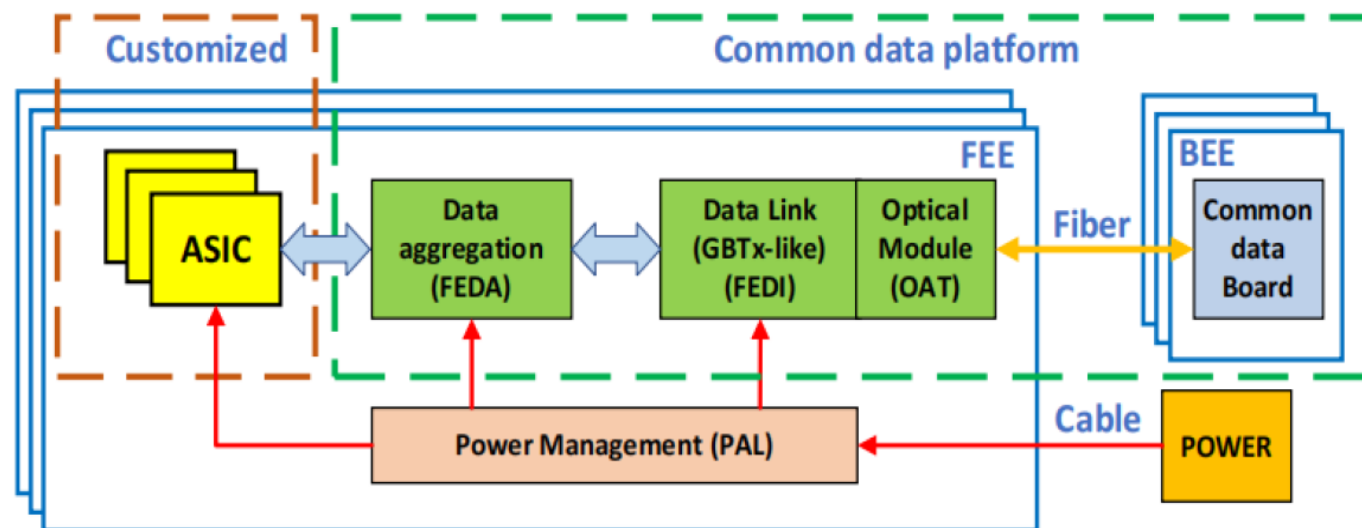 Customized
Common data platform
FEE
BEE
ASIC
Data
aggregation
(FEDA)
Data Link
(GBTx-like)
(FEDI)
Optical
Module
(OAT)
Fiber
Common
data
Board
Power Management (PAL)
Cable
POWER